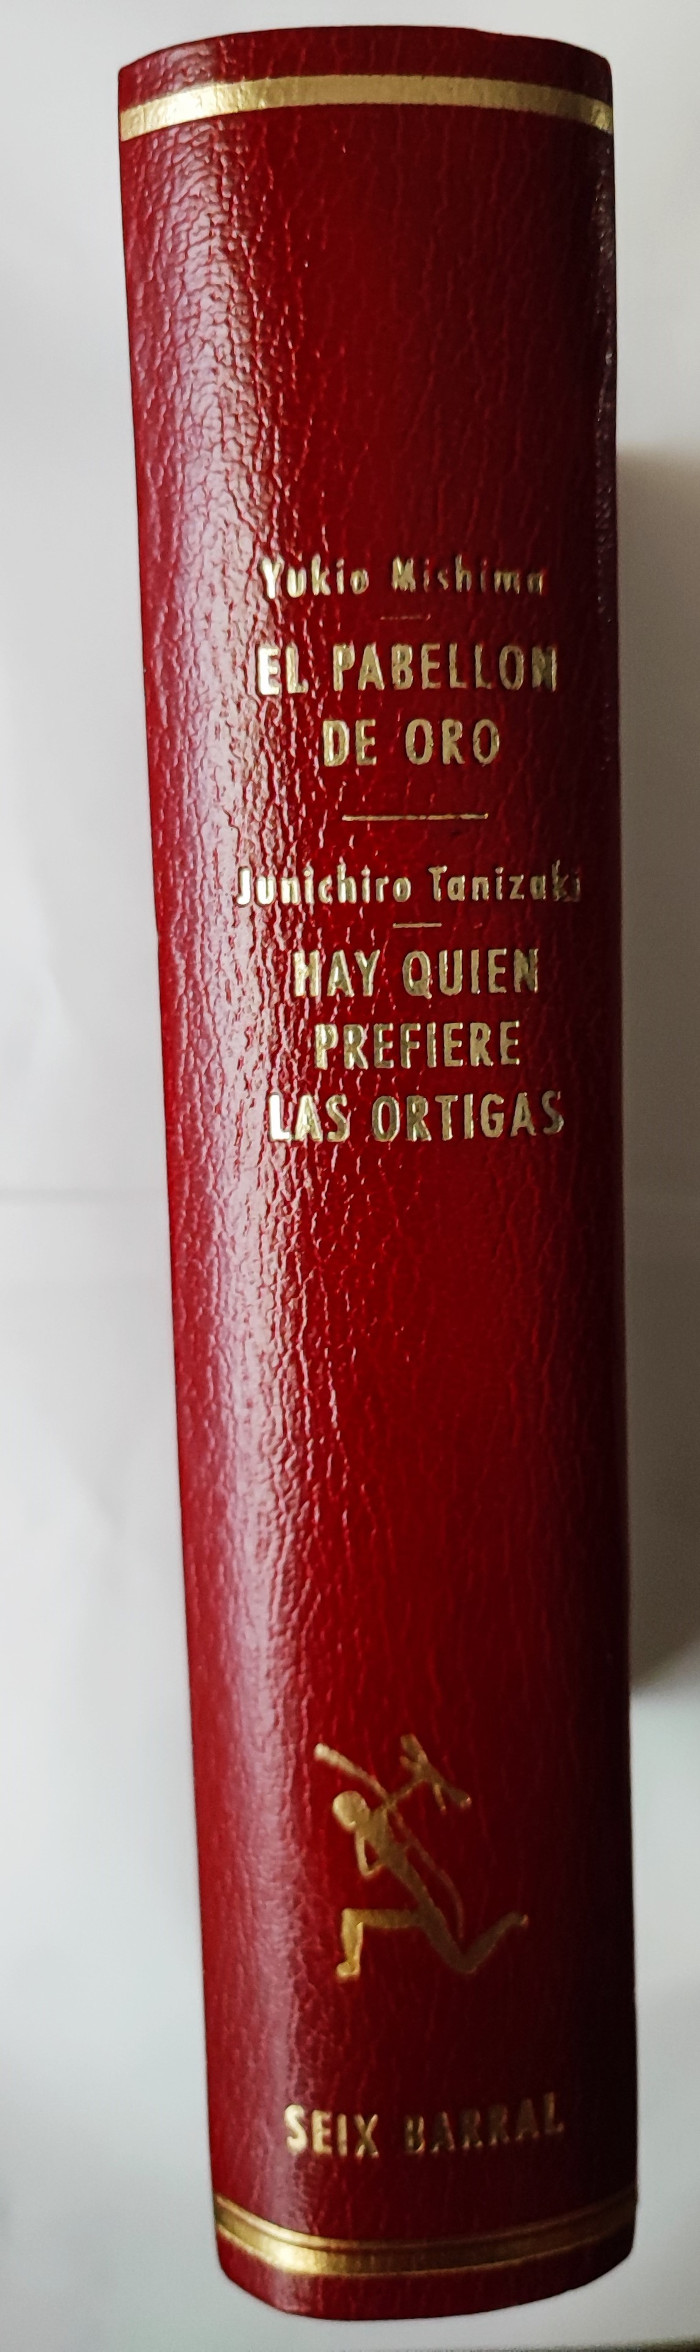 Yukio Mishima
EL PABELLON
DE ORO
Junichiro Tanizaki
HAY QUIEN
PREFIERE
LAS ORTIGAS
SEIX BARRAL